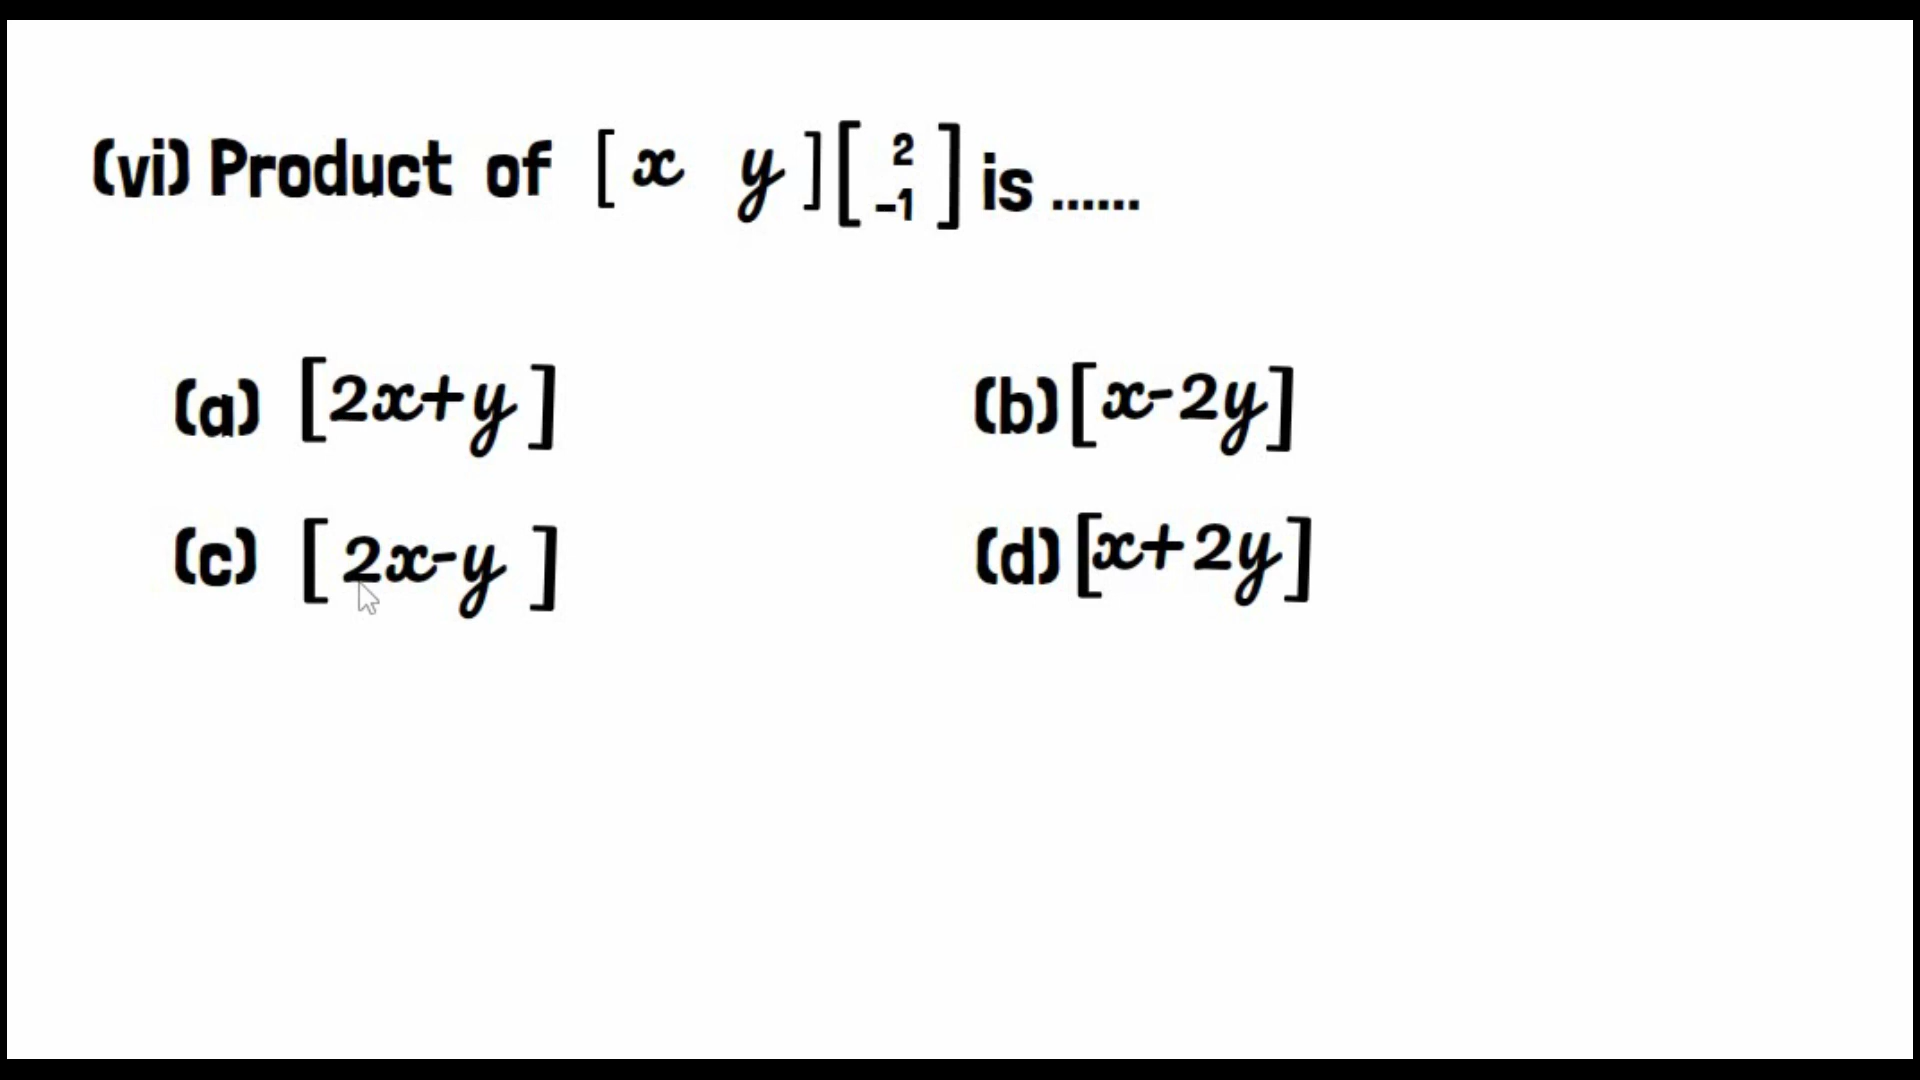 (vi) Product of [ x y ] [ 2 -1 ] is ......
(a) [2x+y ] (b) [x-2y]
(c) [ 2x-y ] (d) [x+2y]